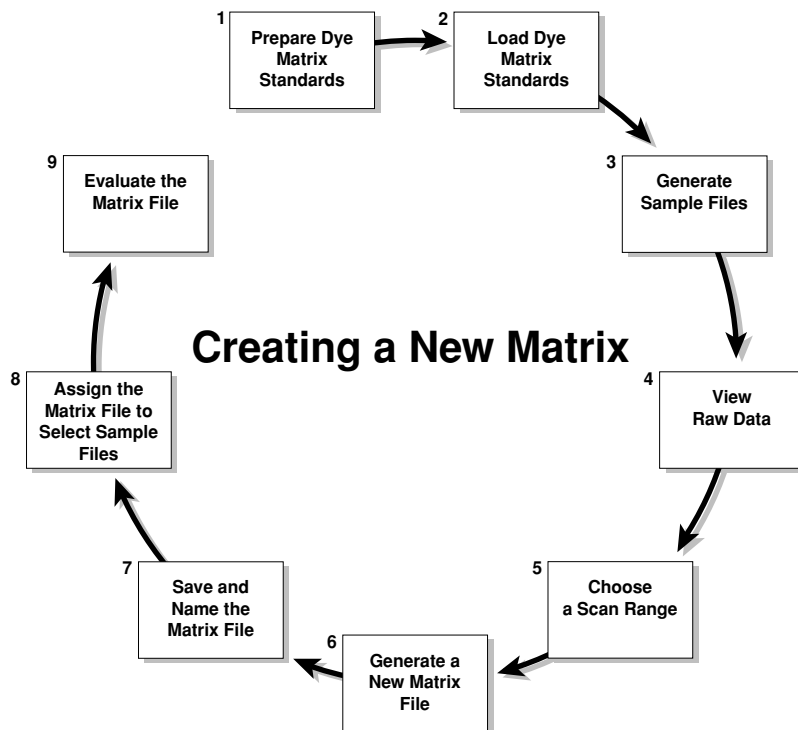 1
Prepare Dye
Matrix
Standards
2
Load Dye
Matrix
Standards
3
Generate
Sample Files
4
View
Raw Data
5
Choose
a Scan Range
6
Generate a
New Matrix
File
7
Save and
Name the
Matrix File
8
Assign the
Matrix File to
Select Sample
Files
9
Evaluate the
Matrix File
Creating a New Matrix